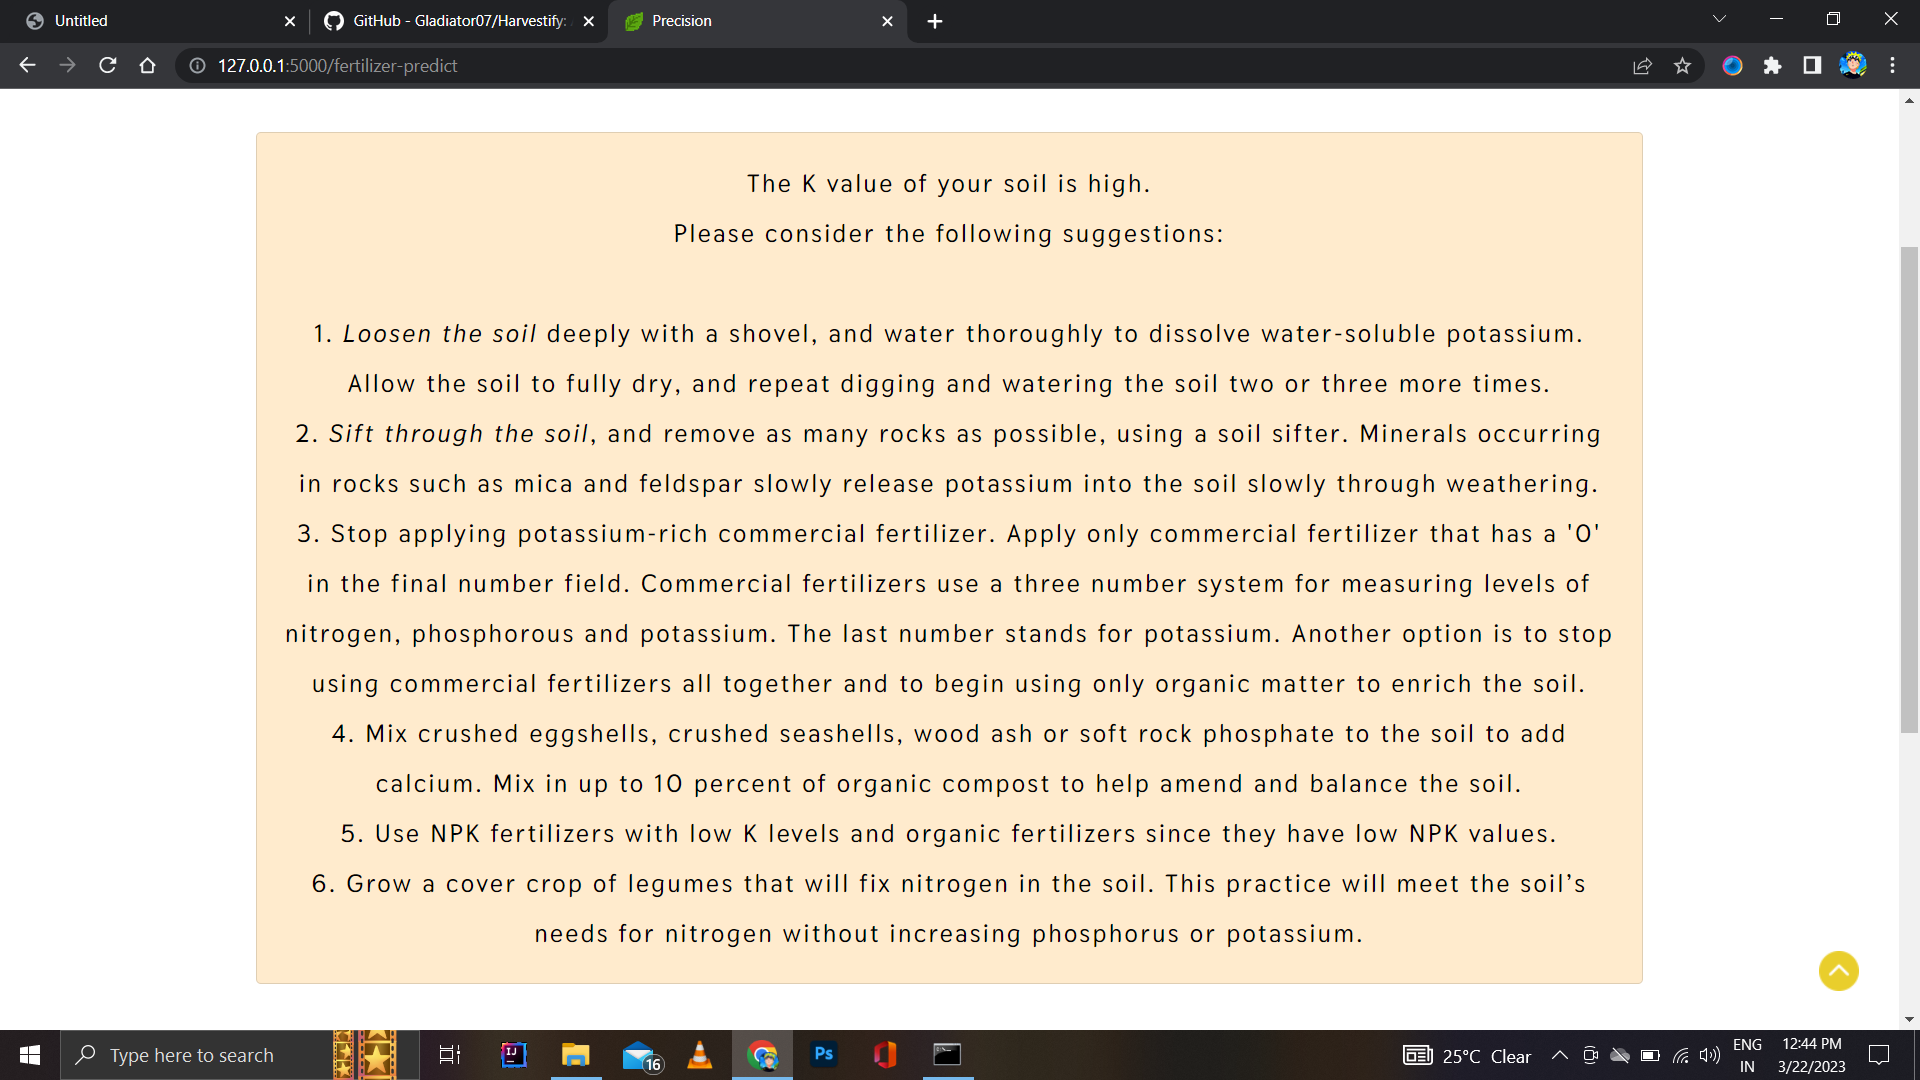 Untitled
GitHub - Gladiator07/Harvestify:
Precision
127.0.0.1:5000/fertilizer-predict
The K value of your soil is high.
Please consider the following suggestions:
1. Loosen the soil deeply with a shovel, and water thoroughly to dissolve water-soluble potassium.
Allow the soil to fully dry, and repeat digging and watering the soil two or three more times.
2. Sift through the soil, and remove as many rocks as possible, using a soil sifter. Minerals occurring
in rocks such as mica and feldspar slowly release potassium into the soil slowly through weathering.
3. Stop applying potassium-rich commercial fertilizer. Apply only commercial fertilizer that has a '0'
in the final number field. Commercial fertilizers use a three number system for measuring levels of
nitrogen, phosphorous and potassium. The last number stands for potassium. Another option is to stop
using commercial fertilizers all together and to begin using only organic matter to enrich the soil.
4. Mix crushed eggshells, crushed seashells, wood ash or soft rock phosphate to the soil to add
calcium. Mix in up to 10 percent of organic compost to help amend and balance the soil.
5. Use NPK fertilizers with low K levels and organic fertilizers since they have low NPK values.
6. Grow a cover crop of legumes that will fix nitrogen in the soil. This practice will meet the soil’s
needs for nitrogen without increasing phosphorus or potassium.
Type here to search
IJ
16
Ps
25°C Clear
ENG
IN
12:44 PM
3/22/2023